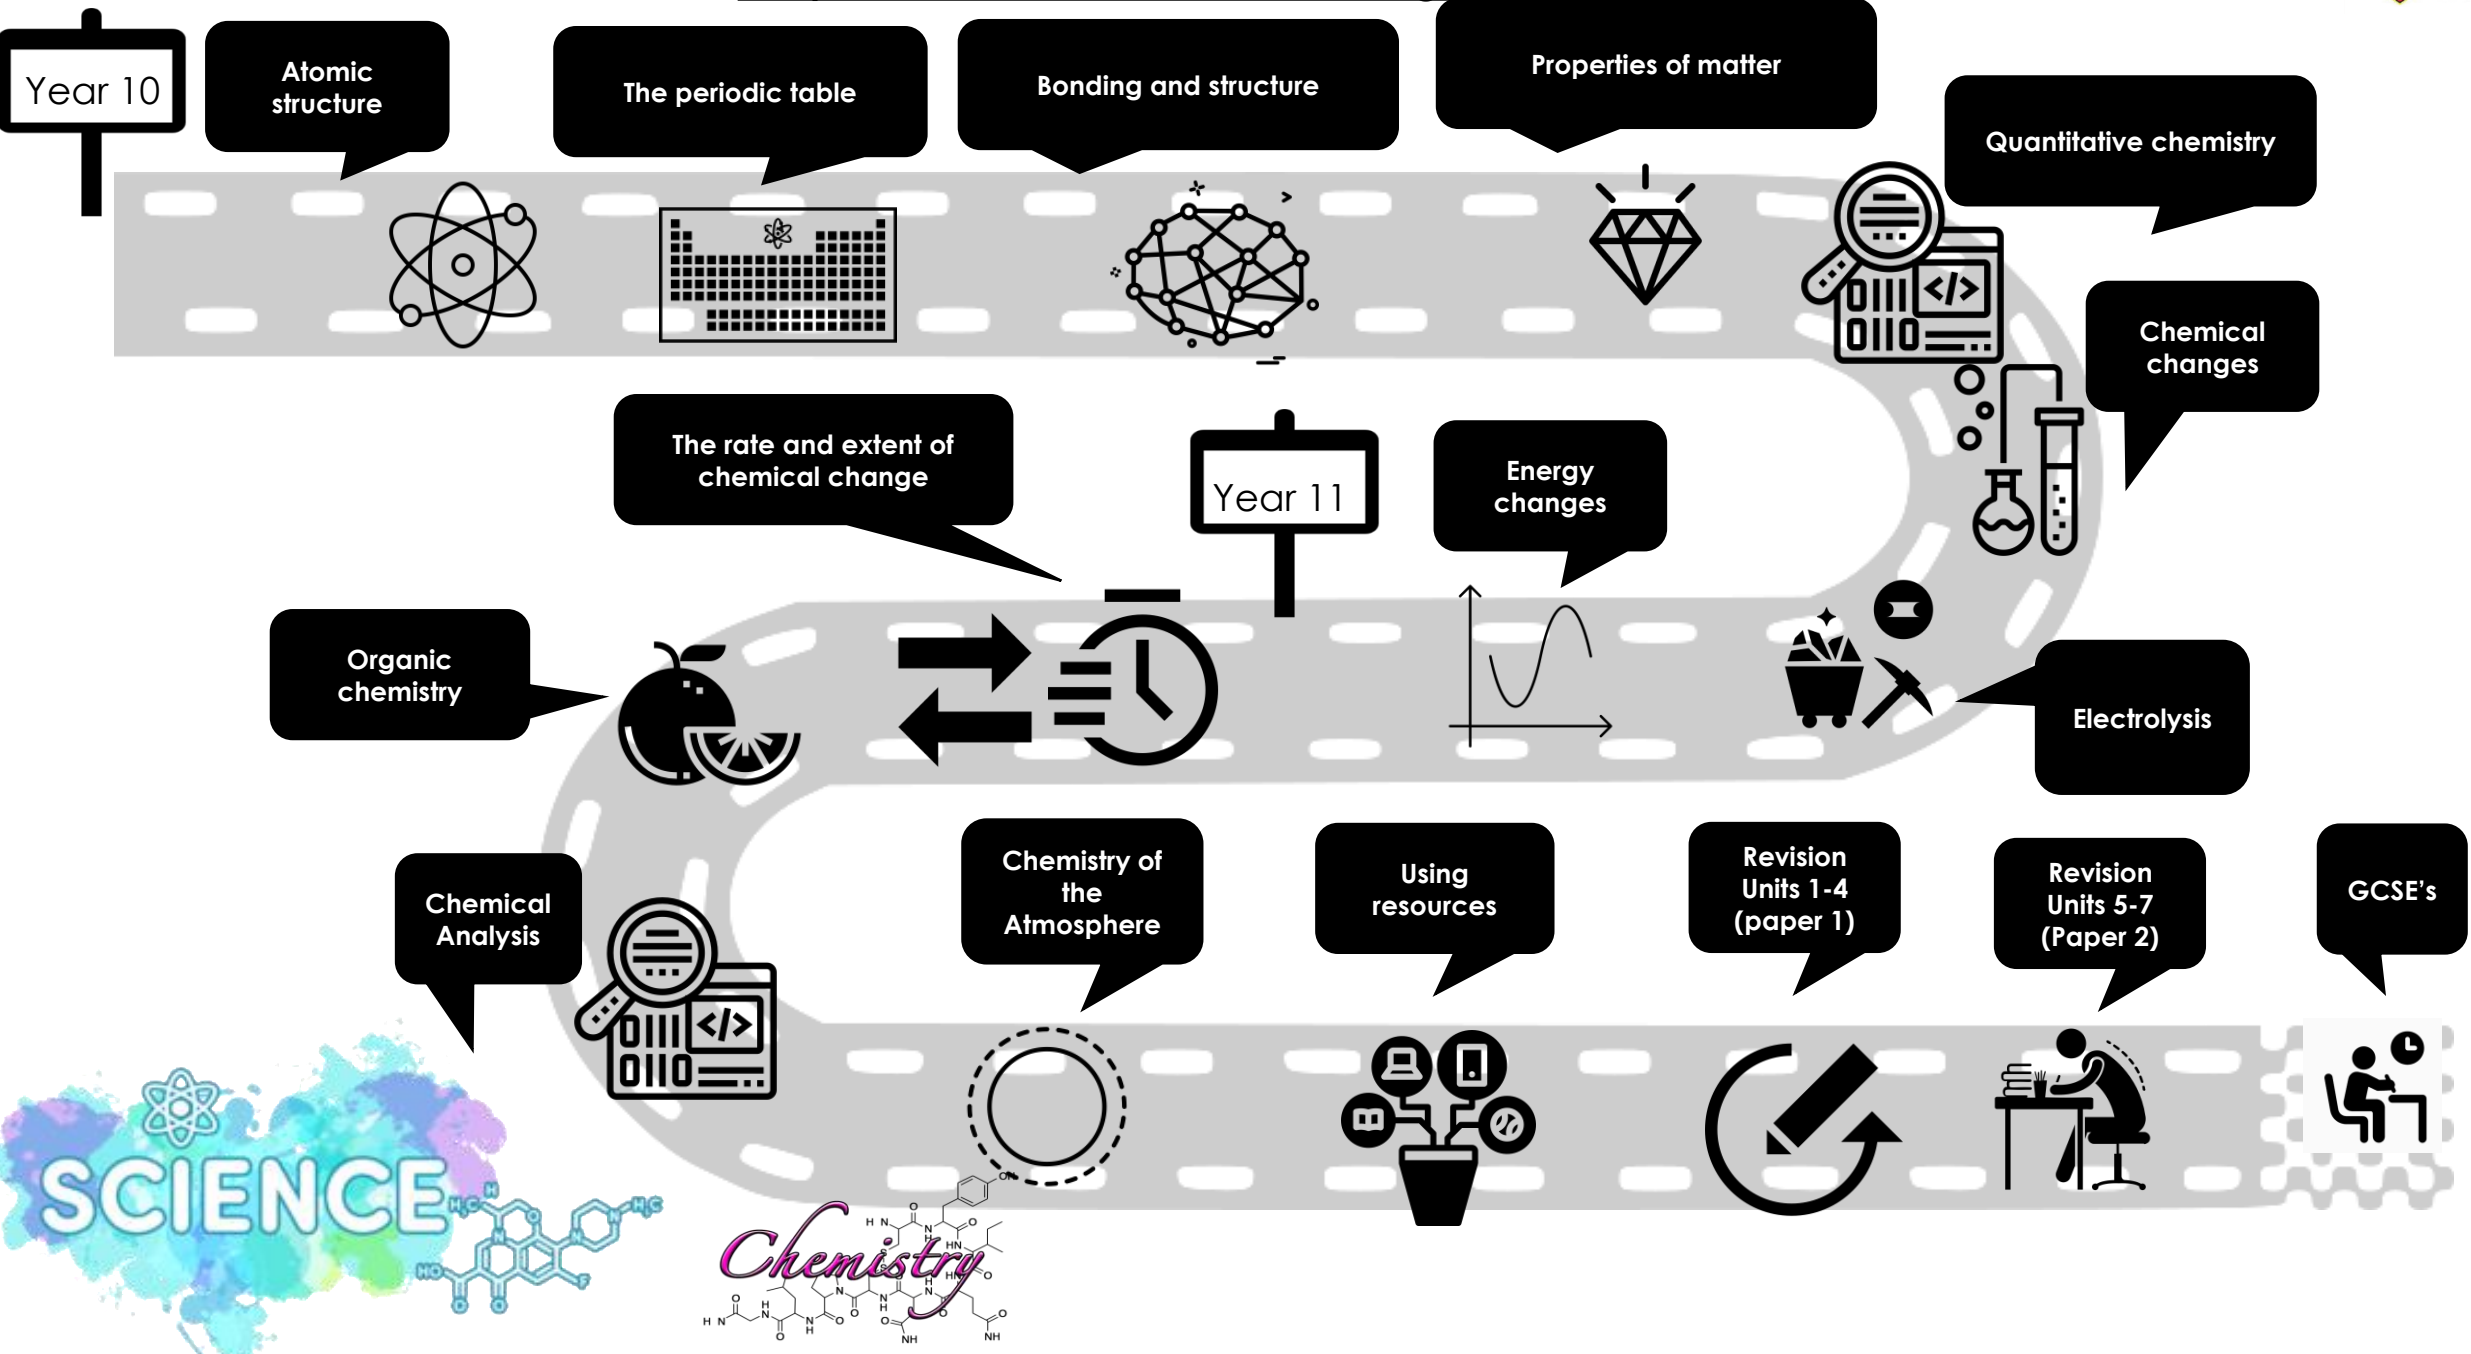 Year 10
Atomic
structure
The periodic table
Bonding and structure
Properties of matter
Quantitative chemistry
Chemical
changes
Electrolysis
Energy
changes
Year 11
The rate and extent of
chemical change
Organic
chemistry
Chemical
Analysis
Chemistry of
the
Atmosphere
Using
resources
Revision
Units 1-4
(paper 1)
Revision
Units 5-7
(Paper 2)
GCSE's
SCIENCE
Chemistry